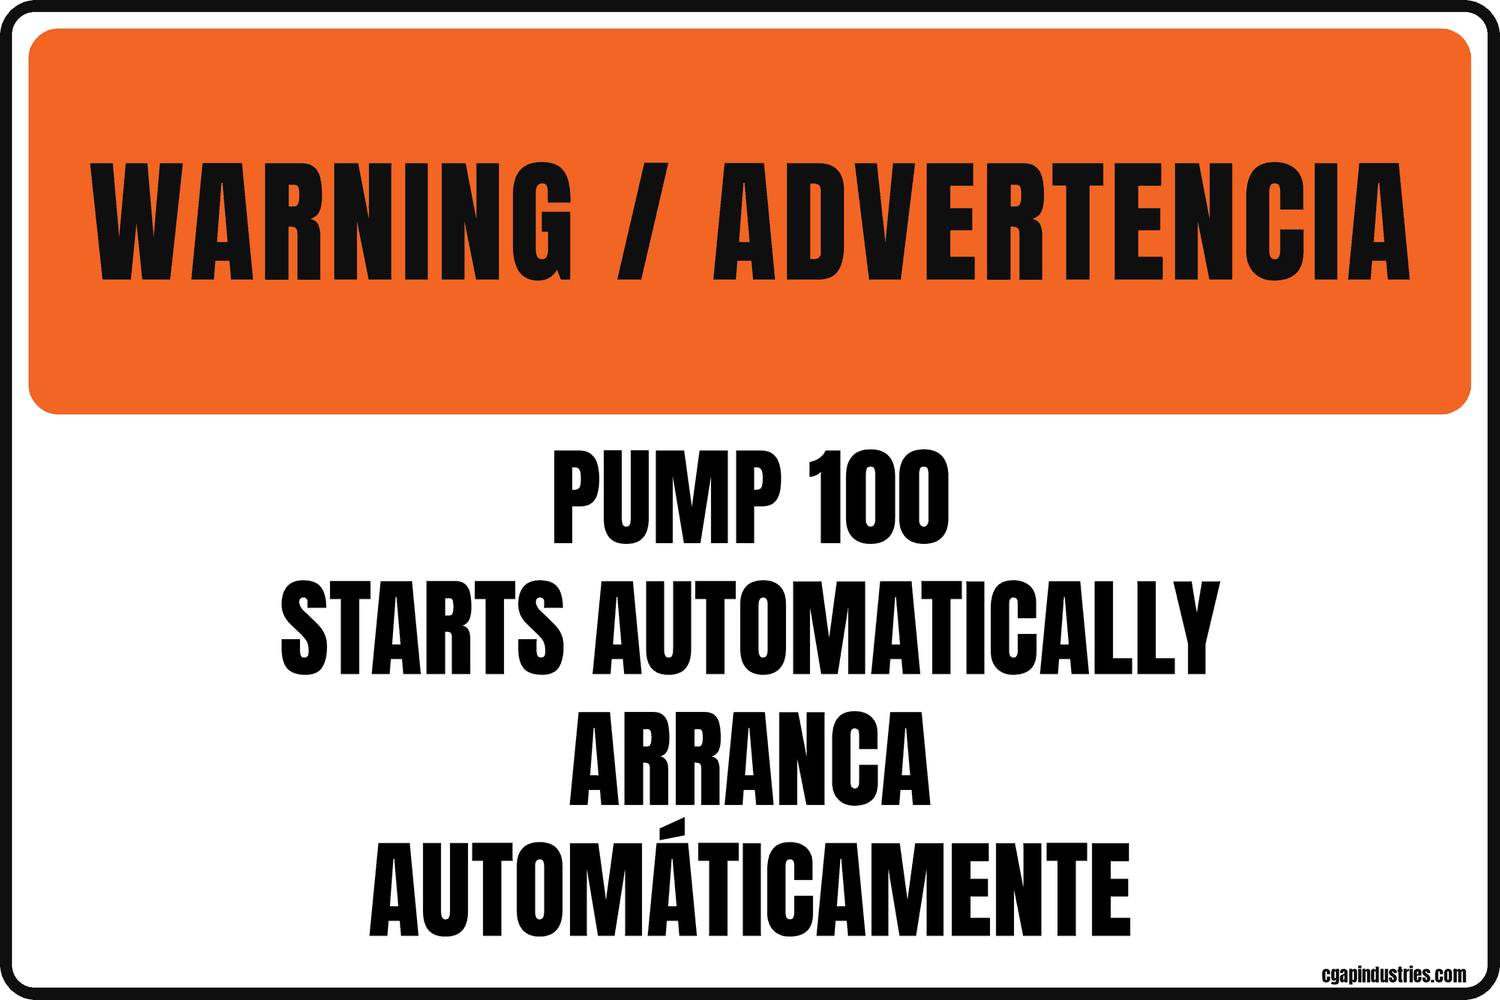 WARNING / ADVERTENCIA
PUMP 100
STARTS AUTOMATICALLY
ARRANCA
AUTOMÁTICAMENTE
cgapindustries.com